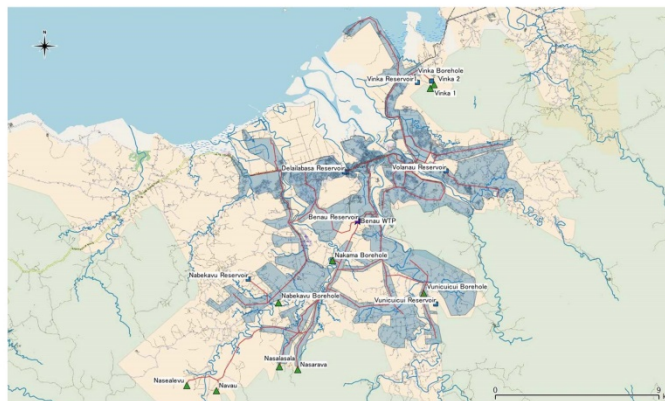 Vinka Borehole
Vinka Reservoir
Vinka 2
Vinka 1
Delailabasa Reservoir
Volanau Reservoir
Benau Reservoir
Benau WTP
Nakama Borehole
Nabekavu Reservoir
Vunicuicui Borehole
Nabekavu Borehole
Vunicuicui Reservoir
Nasalasala
Nasarava
Nasealevu
Navau
0
9